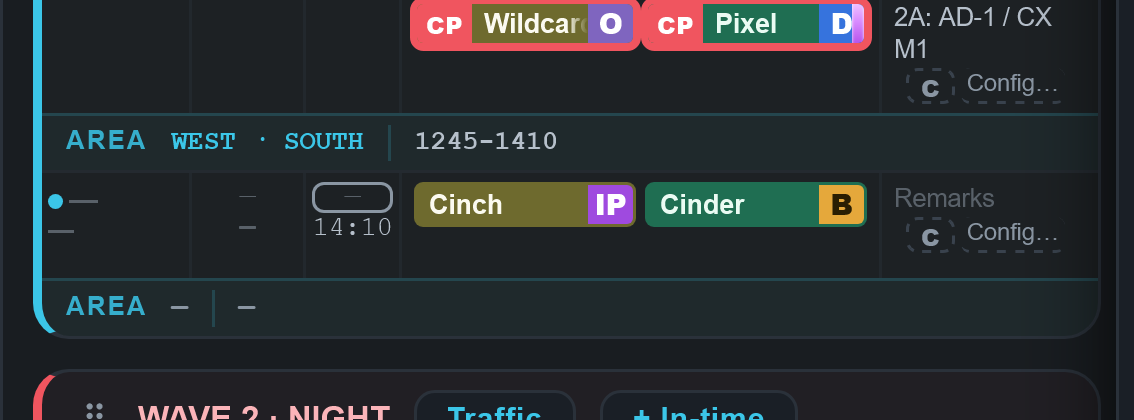 CP Wildcar O CP Pixel D 2A: AD-1 / CX
M1
C Config…
AREA WEST · SOUTH 1245–1410
— — — Cinch IP Cinder B Remarks
— — 14:10 C Config…
AREA — —
WAVE 2 · NIGHT Traffic + In-time